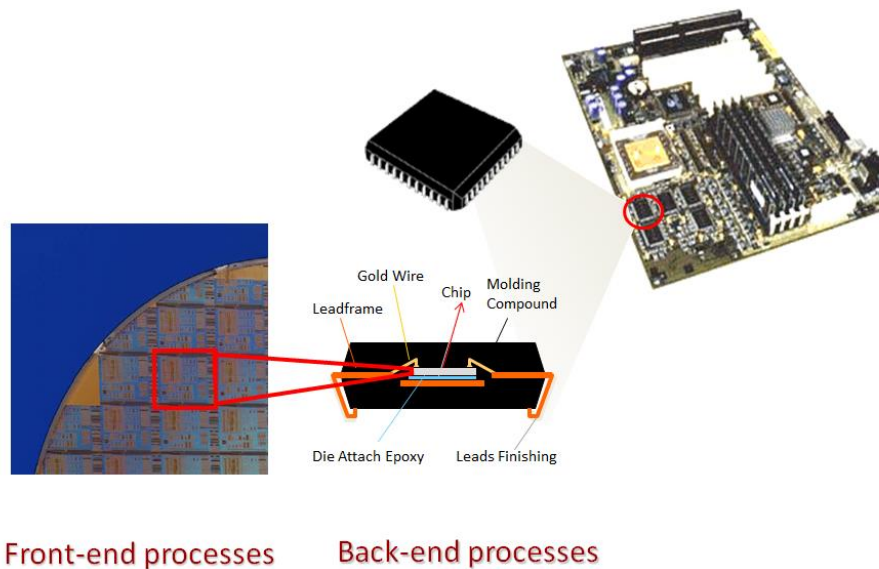 Gold Wire
Chip
Molding
Compound
Leadframe
Die Attach Epoxy
Leads Finishing
Front-end processes
Back-end processes